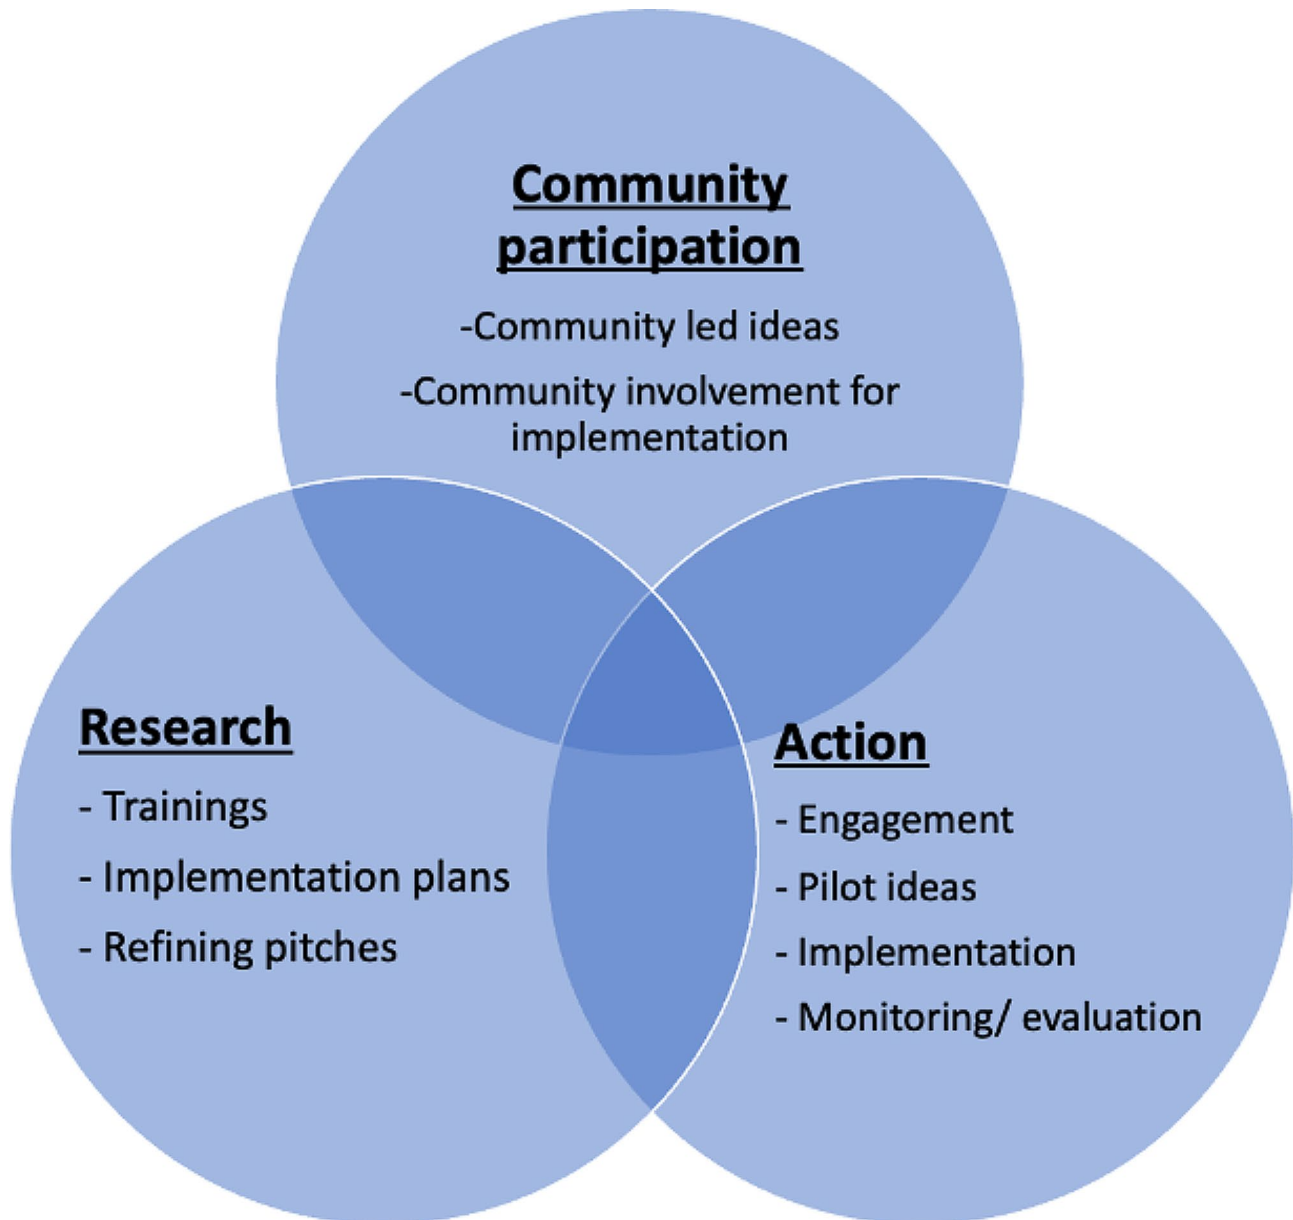 Community
participation
-Community led ideas
-Community involvement for
implementation
Research
- Trainings
- Implementation plans
- Refining pitches
Action
- Engagement
- Pilot ideas
- Implementation
- Monitoring/ evaluation